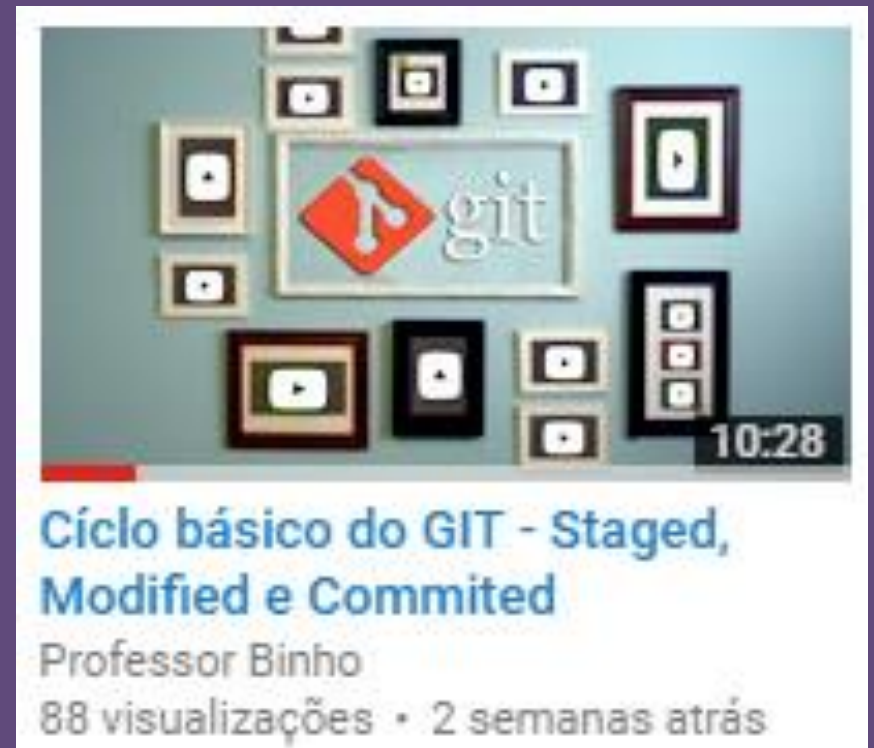 git
10:28
Cíclo básico do GIT - Staged,
Modified e Commited
Professor Binho
88 visualizações • 2 semanas atrás